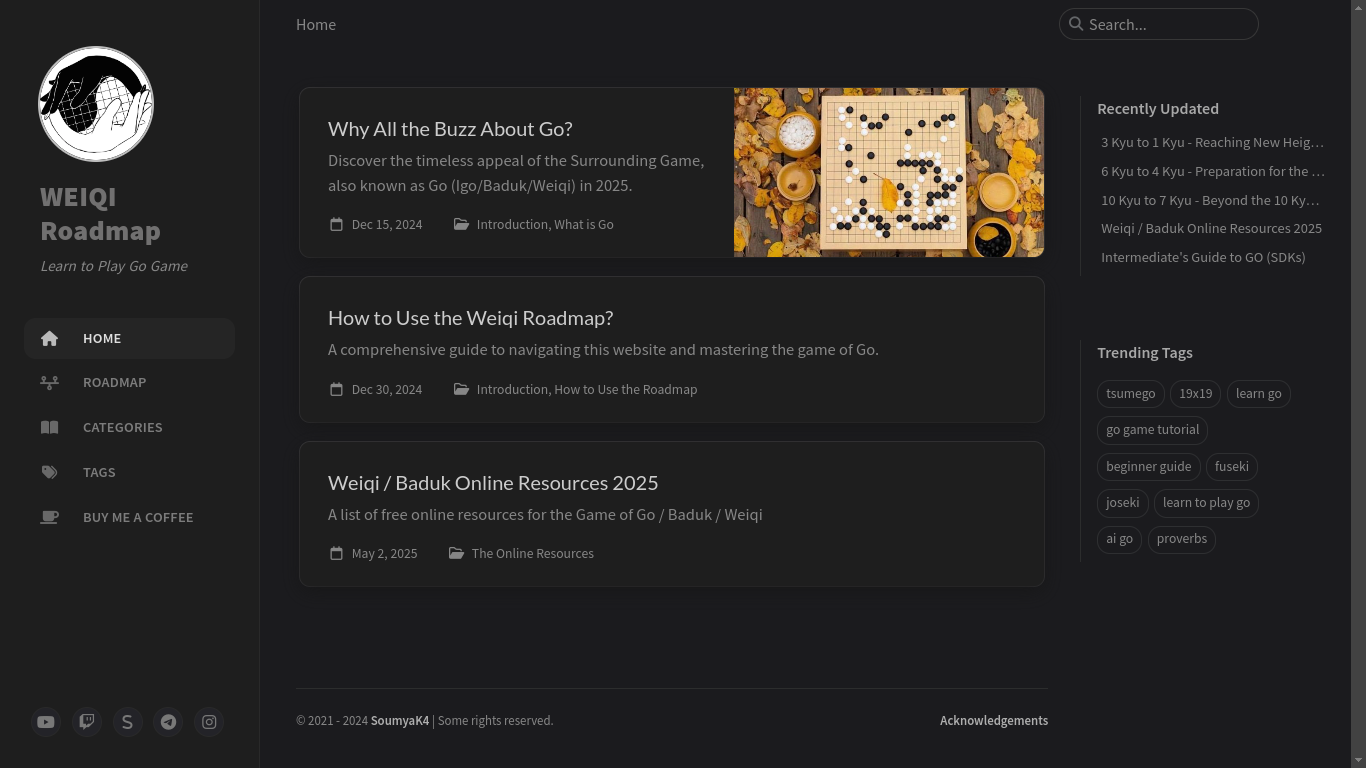 WEIQI
Roadmap
Learn to Play Go Game
HOME
ROADMAP
CATEGORIES
TAGS
BUY ME A COFFEE
Home
Search...
Why All the Buzz About Go?
Discover the timeless appeal of the Surrounding Game,
also known as Go (Igo/Baduk/Weiqi) in 2025.
Dec 15, 2024 Introduction, What is Go
How to Use the Weiqi Roadmap?
A comprehensive guide to navigating this website and mastering the game of Go.
Dec 30, 2024 Introduction, How to Use the Roadmap
Weiqi / Baduk Online Resources 2025
A list of free online resources for the Game of Go / Baduk / Weiqi
May 2, 2025 The Online Resources
Recently Updated
3 Kyu to 1 Kyu - Reaching New Heig...
6 Kyu to 4 Kyu - Preparation for the ...
10 Kyu to 7 Kyu - Beyond the 10 Ky...
Weiqi / Baduk Online Resources 2025
Intermediate's Guide to GO (SDKs)
Trending Tags
tsumego 19x19 learn go
go game tutorial
beginner guide fuseki
joseki learn to play go
ai go proverbs
© 2021 - 2024 SoumyaK4 | Some rights reserved.
Acknowledgements